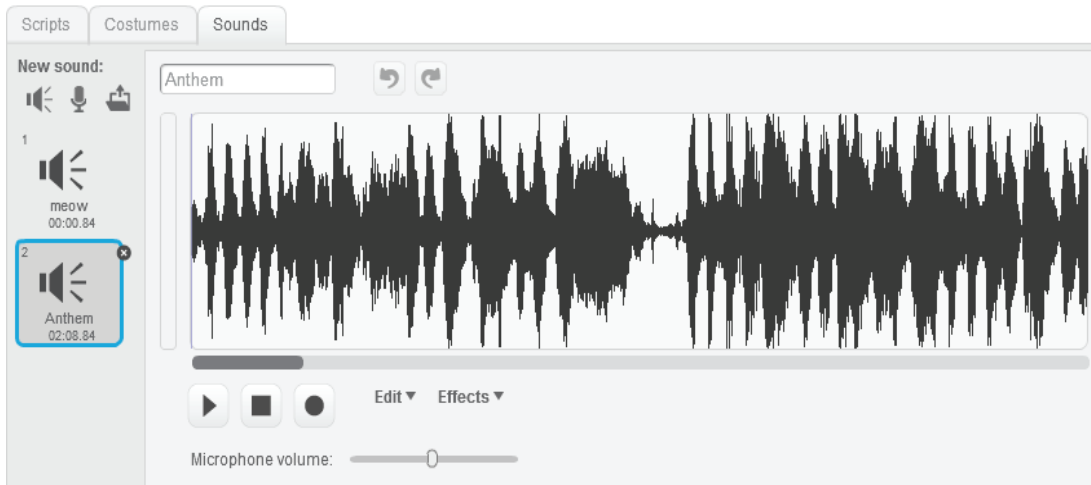 Scripts Costumes Sounds
New sound:
Anthem
1
meow
00:00.84
2
Anthem
02:08.84
Edit Effects
Microphone volume: